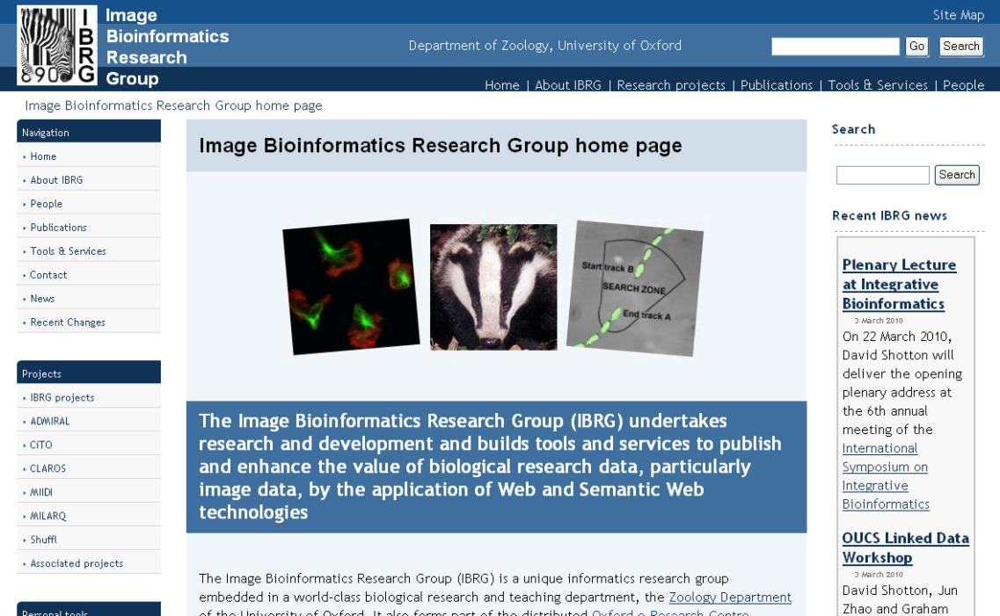 Image
Bioinformatics
Research
Group
IBRG
890
Site Map
Department of Zoology, University of Oxford
Go
Search
Home | About IBRG | Research projects | Publications | Tools & Services | People
Image Bioinformatics Research Group home page
Navigation
Home
About IBRG
People
Publications
Tools & Services
Contact
News
Recent Changes
Projects
IBRG projects
ADMIRAL
CiTO
CLAROS
MIIDI
MILARQ
Shuffl
Associated projects
Personal tools
Image Bioinformatics Research Group home page
Start track B
SEARCH ZONE
End track A
The Image Bioinformatics Research Group (IBRG) undertakes
research and development and builds tools and services to publish
and enhance the value of biological research data, particularly
image data, by the application of Web and Semantic Web
technologies
The Image Bioinformatics Research Group (IBRG) is a unique informatics research group
embedded in a world-class biological research and teaching department, the Zoology Department
of the University of Oxford. It also forms part of the distributed Oxford e-Research Centre
Search
Search
Recent IBRG news
Plenary Lecture
at Integrative
Bioinformatics
3 March 2010
On 22 March 2010,
David Shotton will
deliver the opening
plenary address at
the 6th annual
meeting of the
International
Symposium on
Integrative
Bioinformatics
OUCS Linked Data
Workshop
3 March 2010
David Shotton, Jun
Zhao and Graham